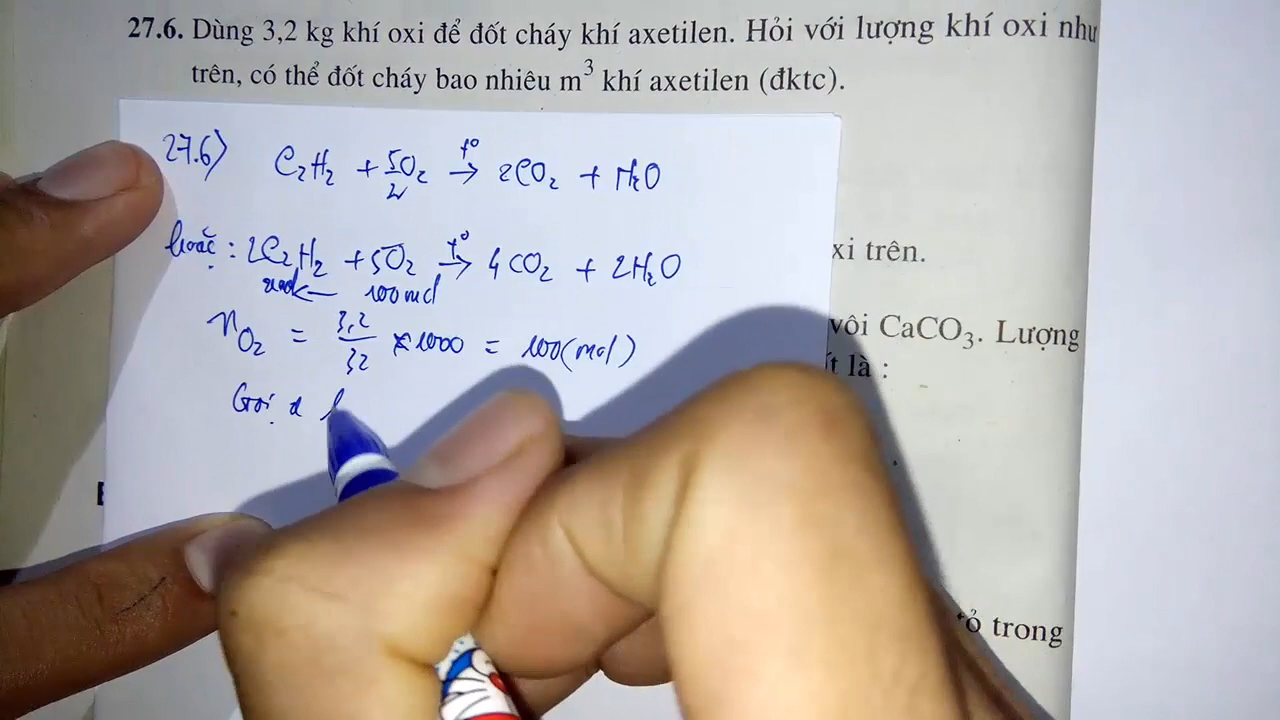 27.6. Dùng 3,2 kg khí oxi để đốt cháy khí axetilen. Hỏi với lượng khí oxi như
trên, có thể đốt cháy bao nhiêu m³ khí axetilen (đktc).
27.6) C₂H₂ + 5O₂/2 →(t°) 2CO₂ + H₂O
xi trên.
hoặc : 2C₂H₂ + 5O₂ →(t°) 4CO₂ + 2H₂O
← 100 mol
vôi CaCO₃. Lượng
n O₂ = 3,2/32 × 1000 = 100 (mol)
t là :
Gọi x l
ỏ trong